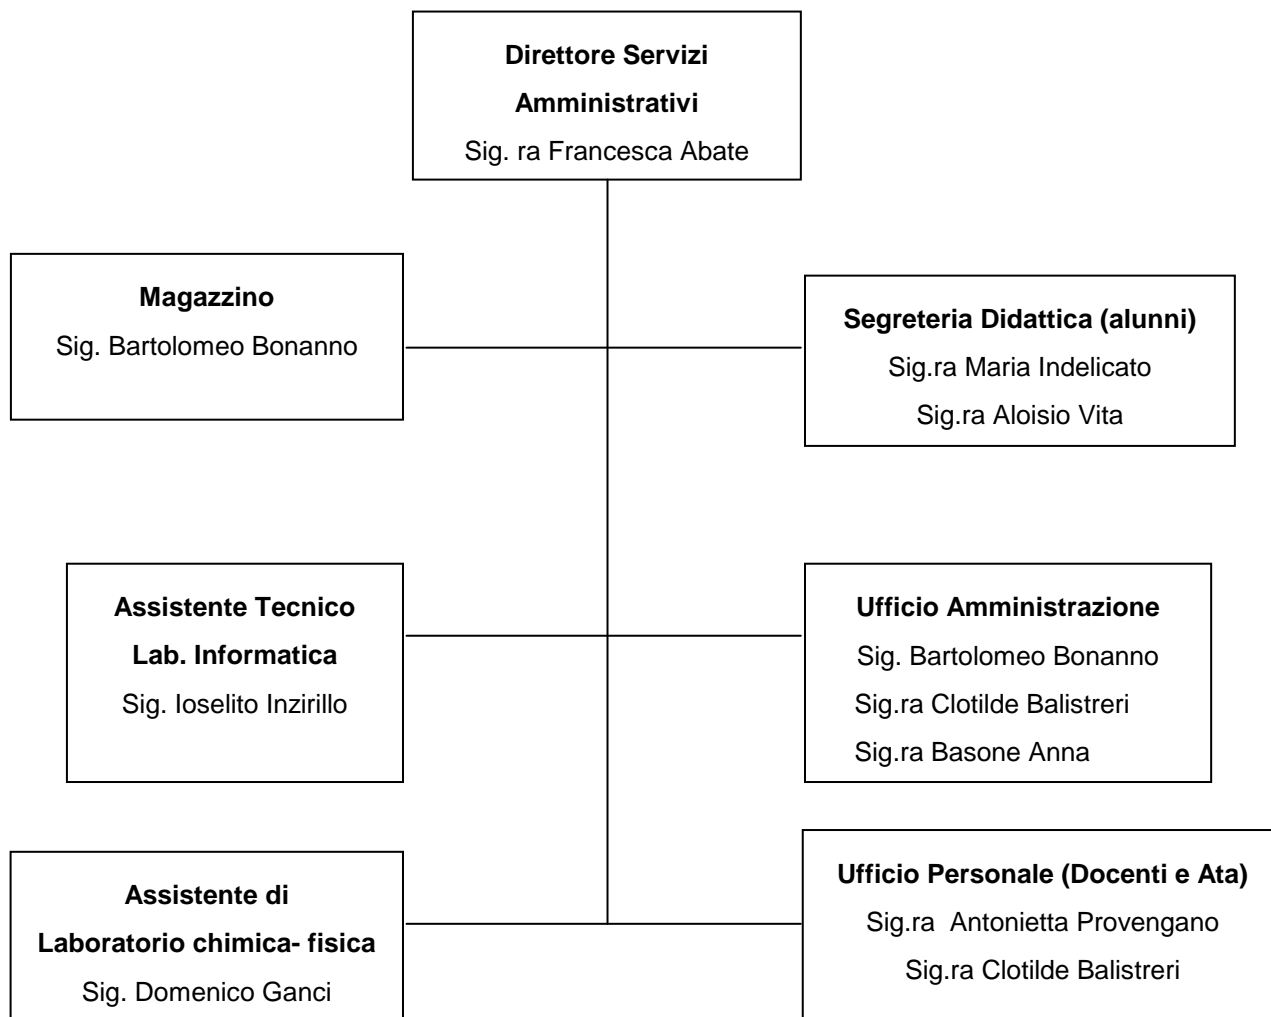 Direttore Servizi
Amministrativi
Sig. ra Francesca Abate
Magazzino
Sig. Bartolomeo Bonanno
Segreteria Didattica (alunni)
Sig.ra Maria Indelicato
Sig.ra Aloisio Vita
Assistente Tecnico
Lab. Informatica
Sig. Ioselito Inzirillo
Ufficio Amministrazione
Sig. Bartolomeo Bonanno
Sig.ra Clotilde Balistreri
Sig.ra Basone Anna
Assistente di
Laboratorio chimica- fisica
Sig. Domenico Ganci
Ufficio Personale (Docenti e Ata)
Sig.ra  Antonietta Provengano
Sig.ra Clotilde Balistreri